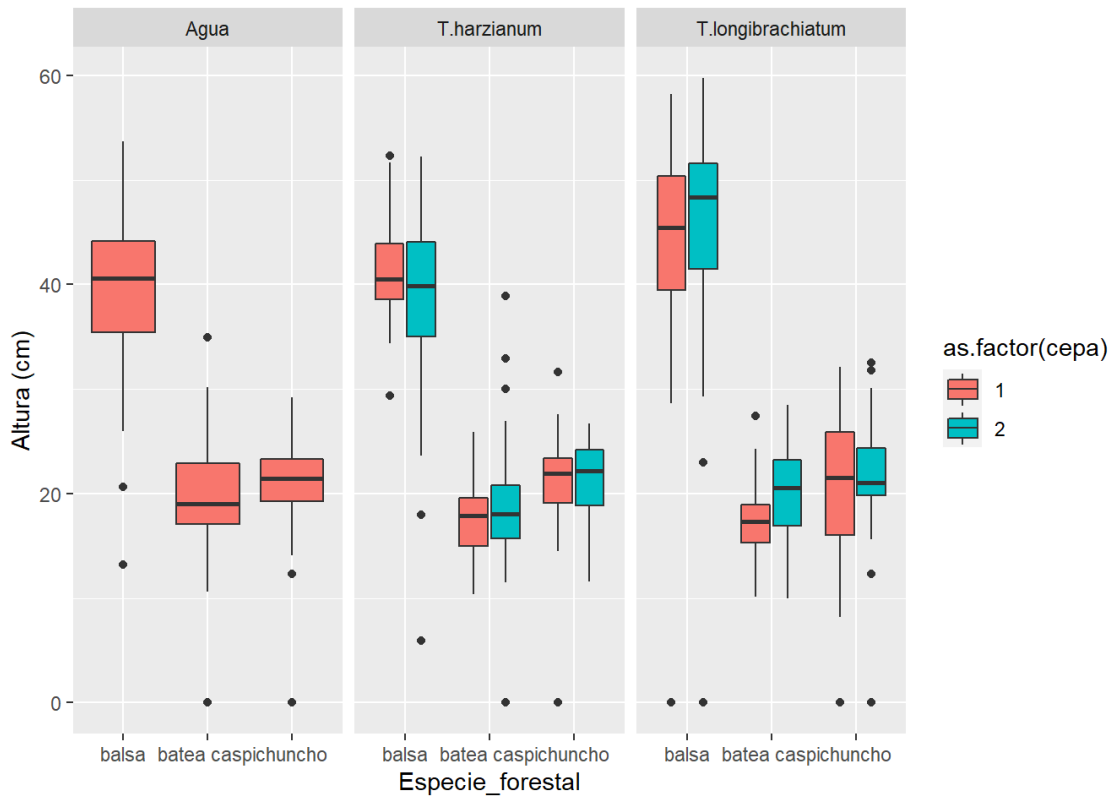 Agua
T.harzianum
T.longibrachiatum
Altura (cm)
60
40
20
0
balsa batea caspichuncho
balsa batea caspichuncho
balsa batea caspichuncho
Especie_forestal
as.factor(cepa)
1
2